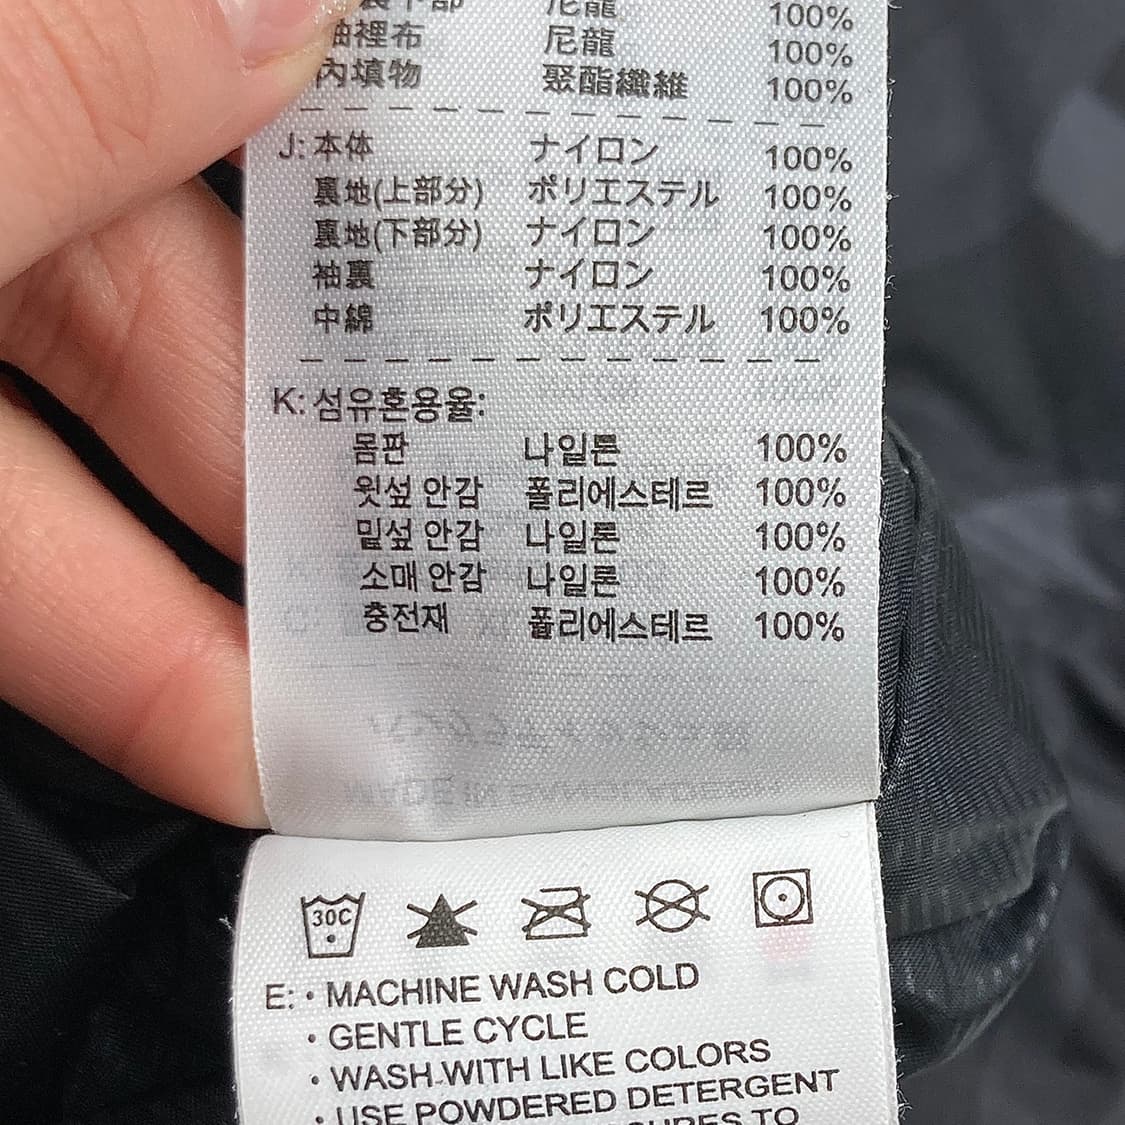 尼龍 100%
袖裡布 尼龍 100%
內填物 聚酯纖維 100%
J: 本体 ナイロン 100%
裏地(上部分) ポリエステル 100%
裏地(下部分) ナイロン 100%
袖裏 ナイロン 100%
中綿 ポリエステル 100%
K: 섬유혼용율:
몸판 나일론 100%
윗섶 안감 폴리에스테르 100%
밑섶 안감 나일론 100%
소매 안감 나일론 100%
충전재 폴리에스테르 100%
30C
E: • MACHINE WASH COLD
• GENTLE CYCLE
• WASH WITH LIKE COLORS
• USE POWDERED DETERGENT
TO